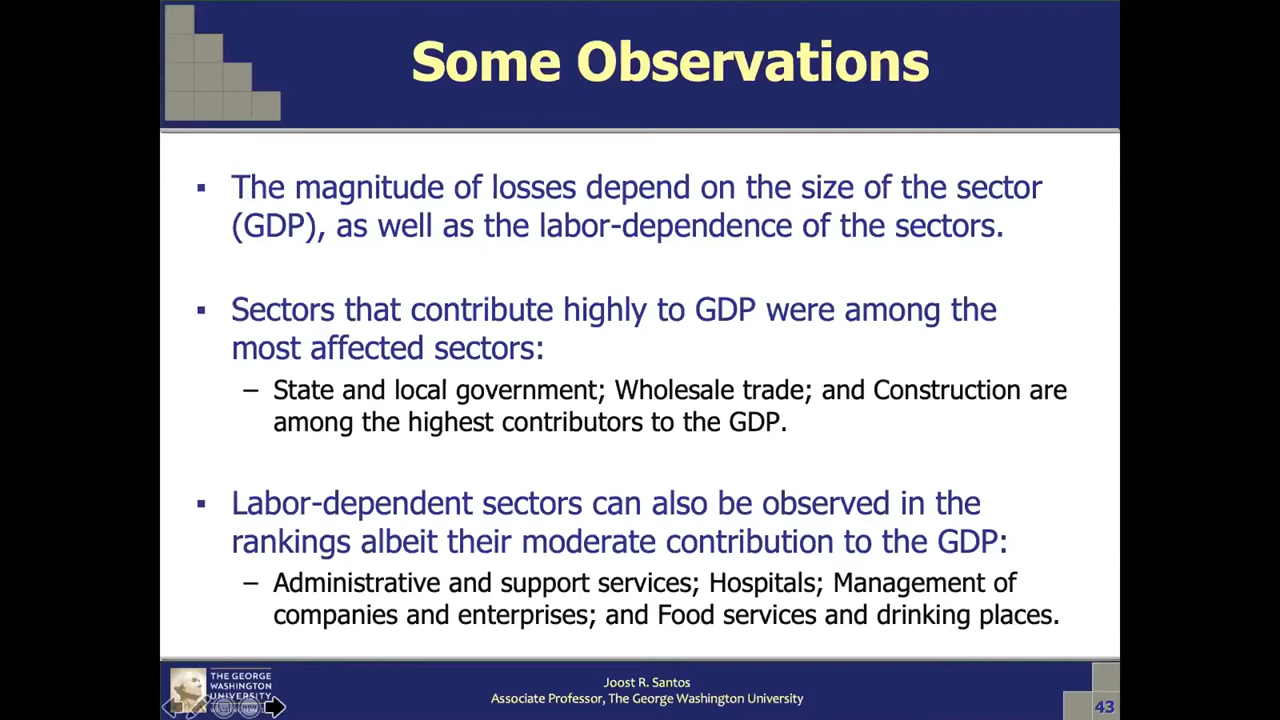 Some Observations
▪ The magnitude of losses depend on the size of the sector
(GDP), as well as the labor-dependence of the sectors.
▪ Sectors that contribute highly to GDP were among the
most affected sectors:
– State and local government; Wholesale trade; and Construction are
among the highest contributors to the GDP.
▪ Labor-dependent sectors can also be observed in the
rankings albeit their moderate contribution to the GDP:
– Administrative and support services; Hospitals; Management of
companies and enterprises; and Food services and drinking places.
THE GEORGE
WASHINGTON
UNIVERSITY
Joost R. Santos
Associate Professor, The George Washington University
43